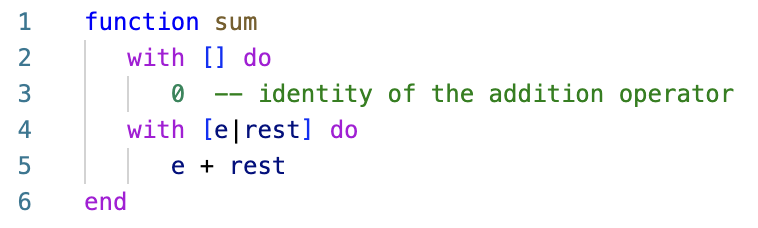 1 function sum
2 with [] do
3 0 -- identity of the addition operator
4 with [e|rest] do
5 e + rest
6 end